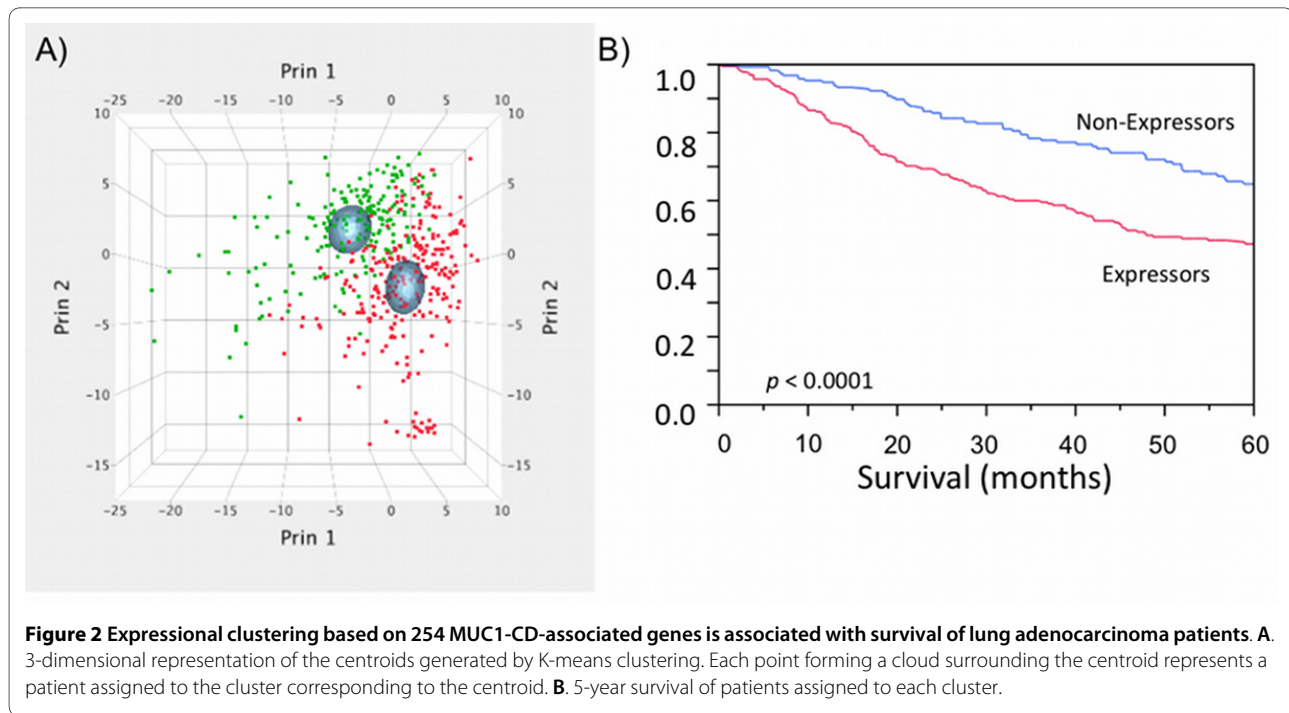 A)
Prin 1
-25 -20 -15 -10 -5 0 5 10
10 10
5 5
0 0
Prin 2 Prin 2
-5 -5
-10 -10
-15 -15
-25 -20 -15 -10 -5 0 5 10
Prin 1
B)
1.0
0.8
0.6
0.4
0.2
0.0
Non-Expressors
Expressors
p < 0.0001
0 10 20 30 40 50 60
Survival (months)
Figure 2 Expressional clustering based on 254 MUC1-CD-associated genes is associated with survival of lung adenocarcinoma patients. A.
3-dimensional representation of the centroids generated by K-means clustering. Each point forming a cloud surrounding the centroid represents a
patient assigned to the cluster corresponding to the centroid. B. 5-year survival of patients assigned to each cluster.